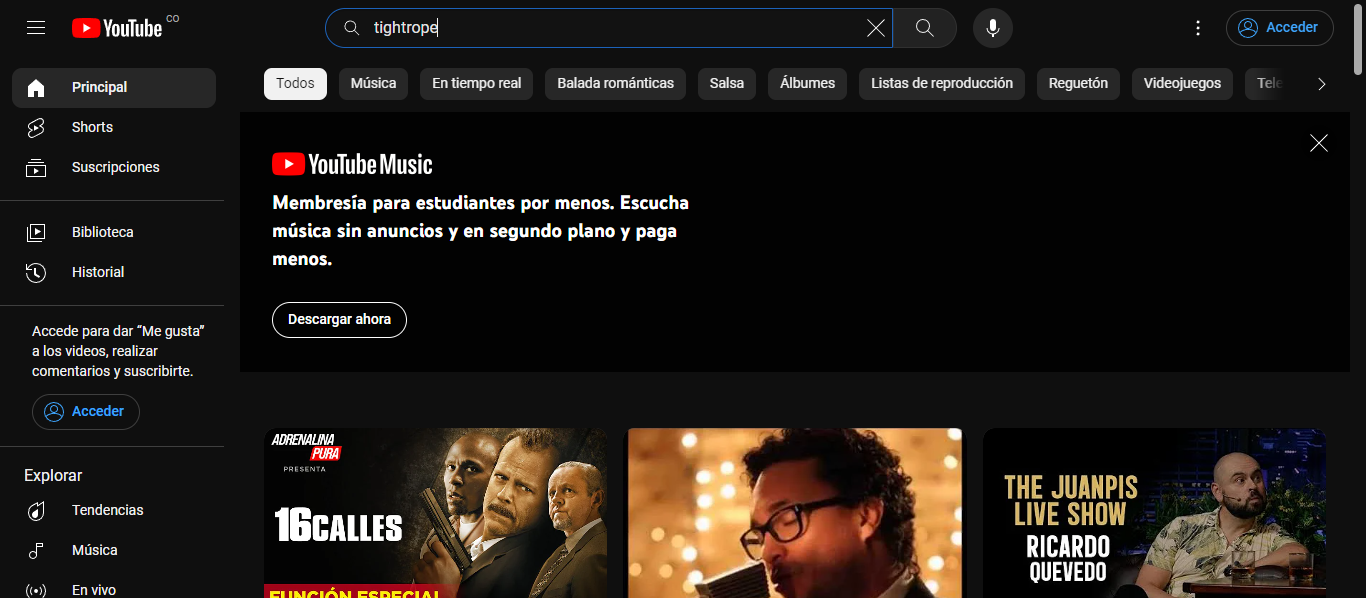 YouTube CO
tightrope
Acceder
Principal
Shorts
Suscripciones
Biblioteca
Historial
Accede para dar “Me gusta”
a los videos, realizar
comentarios y suscribirte.
Acceder
Explorar
Tendencias
Música
En vivo
Todos
Música
En tiempo real
Balada románticas
Salsa
Álbumes
Listas de reproducción
Reguetón
Videojuegos
Tele
YouTube Music
Membresía para estudiantes por menos. Escucha
música sin anuncios y en segundo plano y paga
menos.
Descargar ahora
ADRENALINA
PURA
PRESENTA
16CALLES
FUNCIÓN ESPECIAL
THE JUANPIS
LIVE SHOW
RICARDO
QUEVEDO